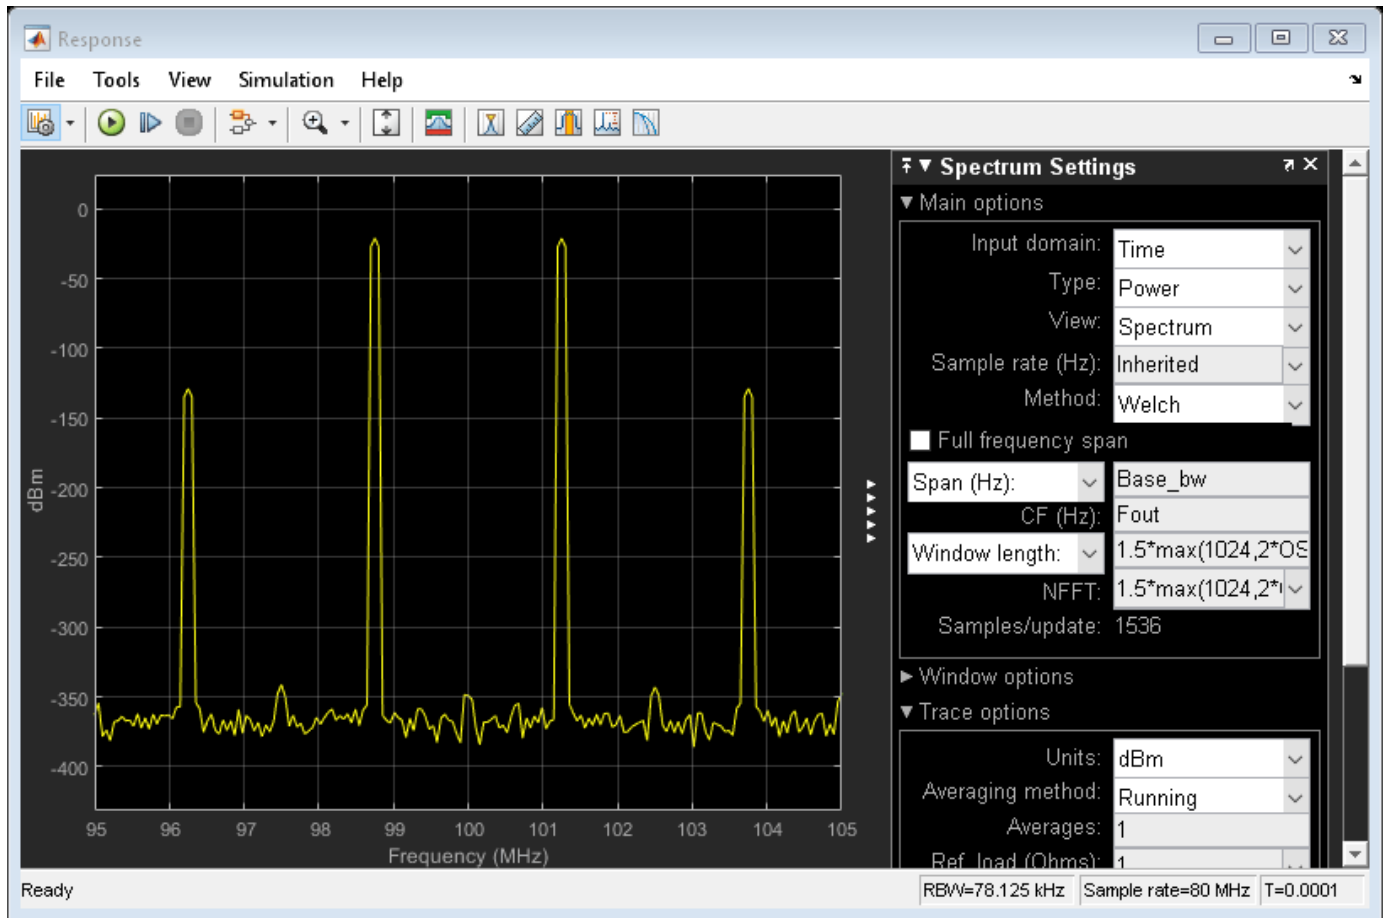 Response
File Tools View Simulation Help
0
-50
-100
-150
-200
-250
-300
-350
-400
dBm
95 96 97 98 99 100 101 102 103 104 105
Frequency (MHz)
Spectrum Settings
Main options
Input domain: Time
Type: Power
View: Spectrum
Sample rate (Hz): Inherited
Method: Welch
Full frequency span
Span (Hz): Base_bw
CF (Hz): Fout
Window length: 1.5*max(1024,2*OS
NFFT: 1.5*max(1024,2*
Samples/update: 1536
Window options
Trace options
Units: dBm
Averaging method: Running
Averages: 1
Ref. load (Ohms): 1
Ready
RBW=78.125 kHz Sample rate=80 MHz T=0.0001